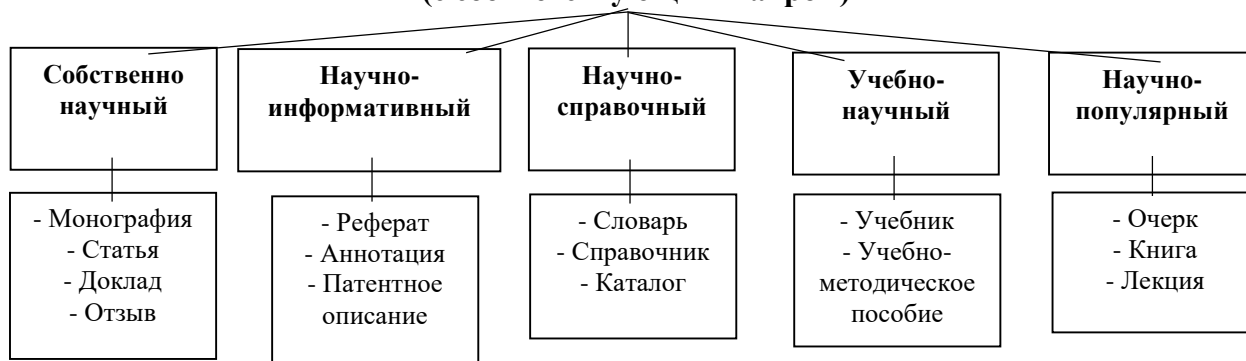 Собственно
научный
Научно-
информативный
Научно-
справочный
Учебно-
научный
Научно-
популярный
- Монография
- Статья
- Доклад
- Отзыв
- Реферат
- Аннотация
- Патентное
описание
- Словарь
- Справочник
- Каталог
- Учебник
- Учебно-
методическое
пособие
- Очерк
- Книга
- Лекция